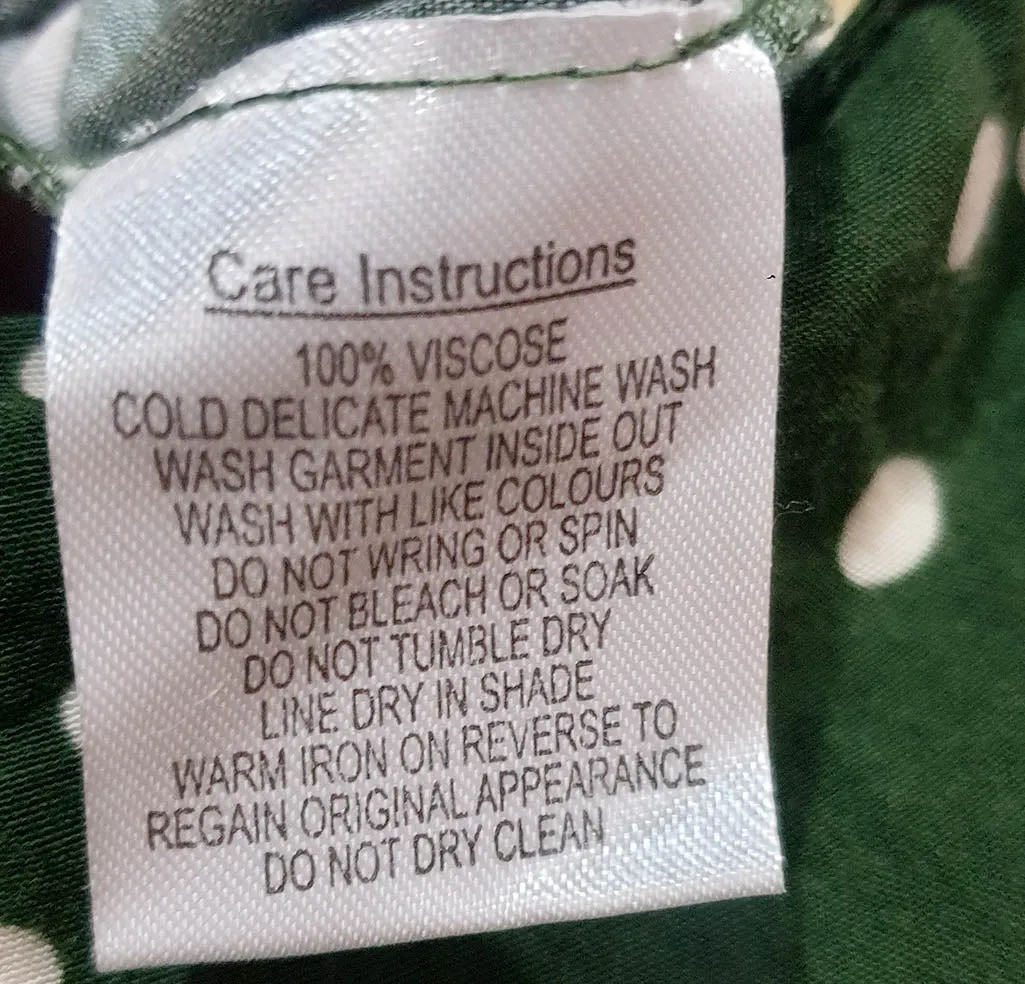 Care Instructions
100% VISCOSE
COLD DELICATE MACHINE WASH
WASH GARMENT INSIDE OUT
WASH WITH LIKE COLOURS
DO NOT WRING OR SPIN
DO NOT BLEACH OR SOAK
DO NOT TUMBLE DRY
LINE DRY IN SHADE
WARM IRON ON REVERSE TO
REGAIN ORIGINAL APPEARANCE
DO NOT DRY CLEAN